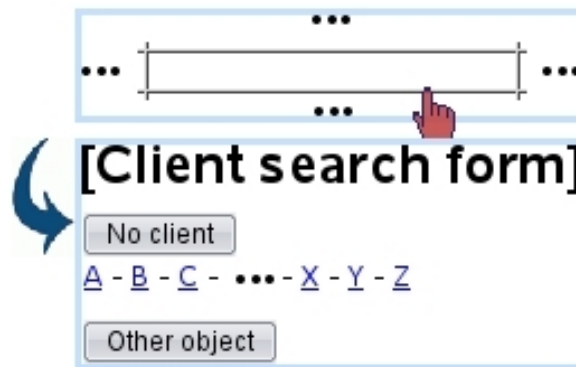 •••
••• •••
•••
[Client search form]
No client
A - B - C - ••• - X - Y - Z
Other object